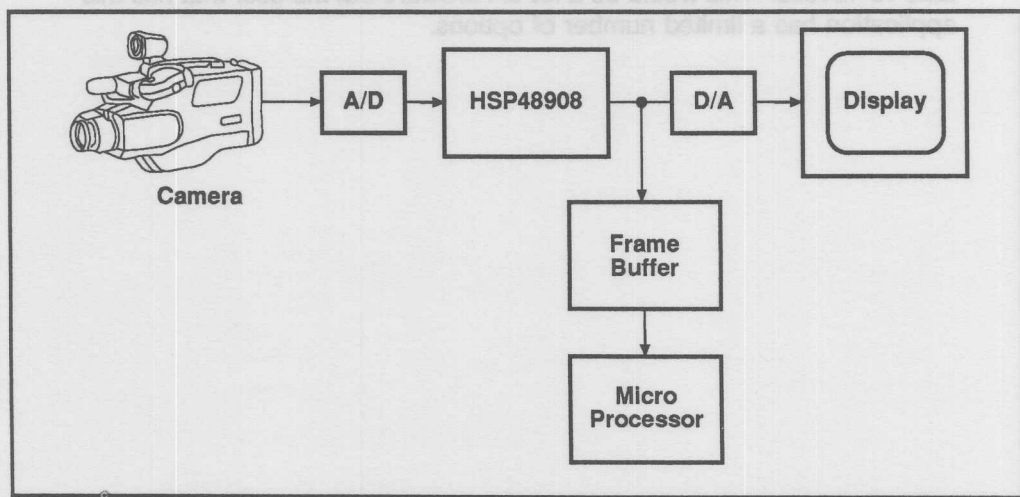 application has a limited number of options.
A/D
HSP48908
D/A
Display
Camera
Frame
Buffer
Micro
Processor